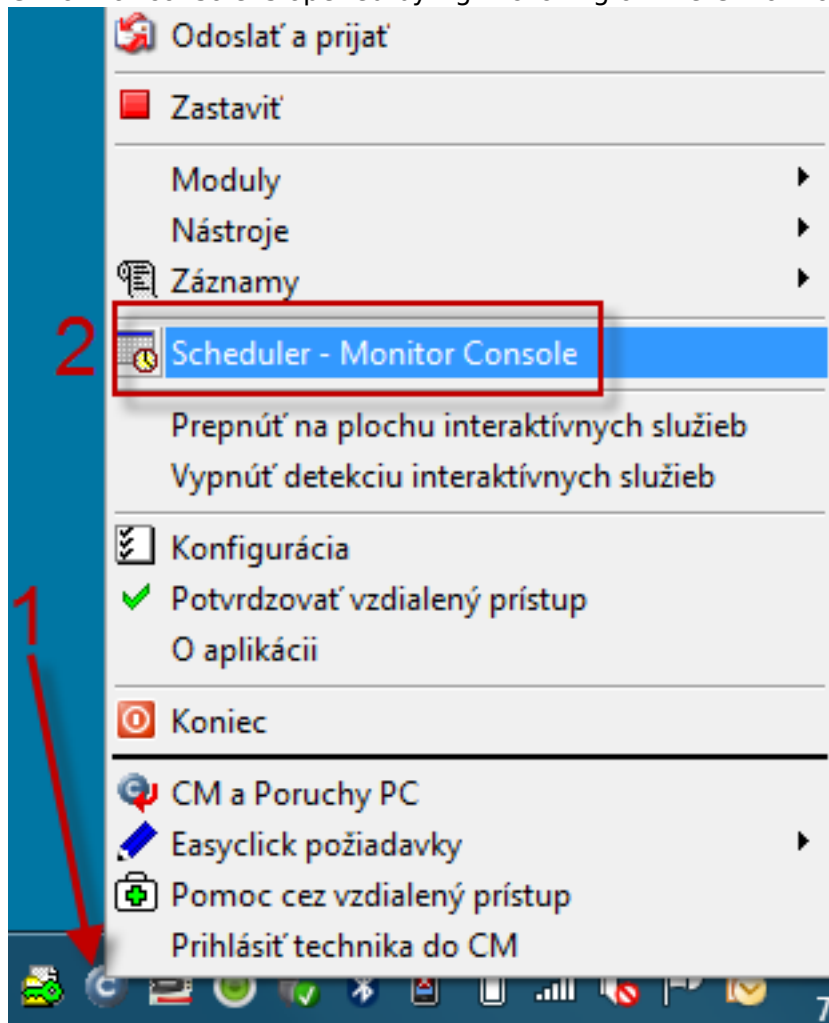 Odoslať a prijať
Zastaviť
Moduly
Nástroje
Záznamy
2
Scheduler - Monitor Console
Prepnúť na plochu interaktívnych služieb
Vypnúť detekciu interaktívnych služieb
Konfigurácia
1
Potvrdzovať vzdialený prístup
O aplikácii
Koniec
CM a Poruchy PC
Easyclick požiadavky
Pomoc cez vzdialený prístup
Prihlásiť technika do CM
7